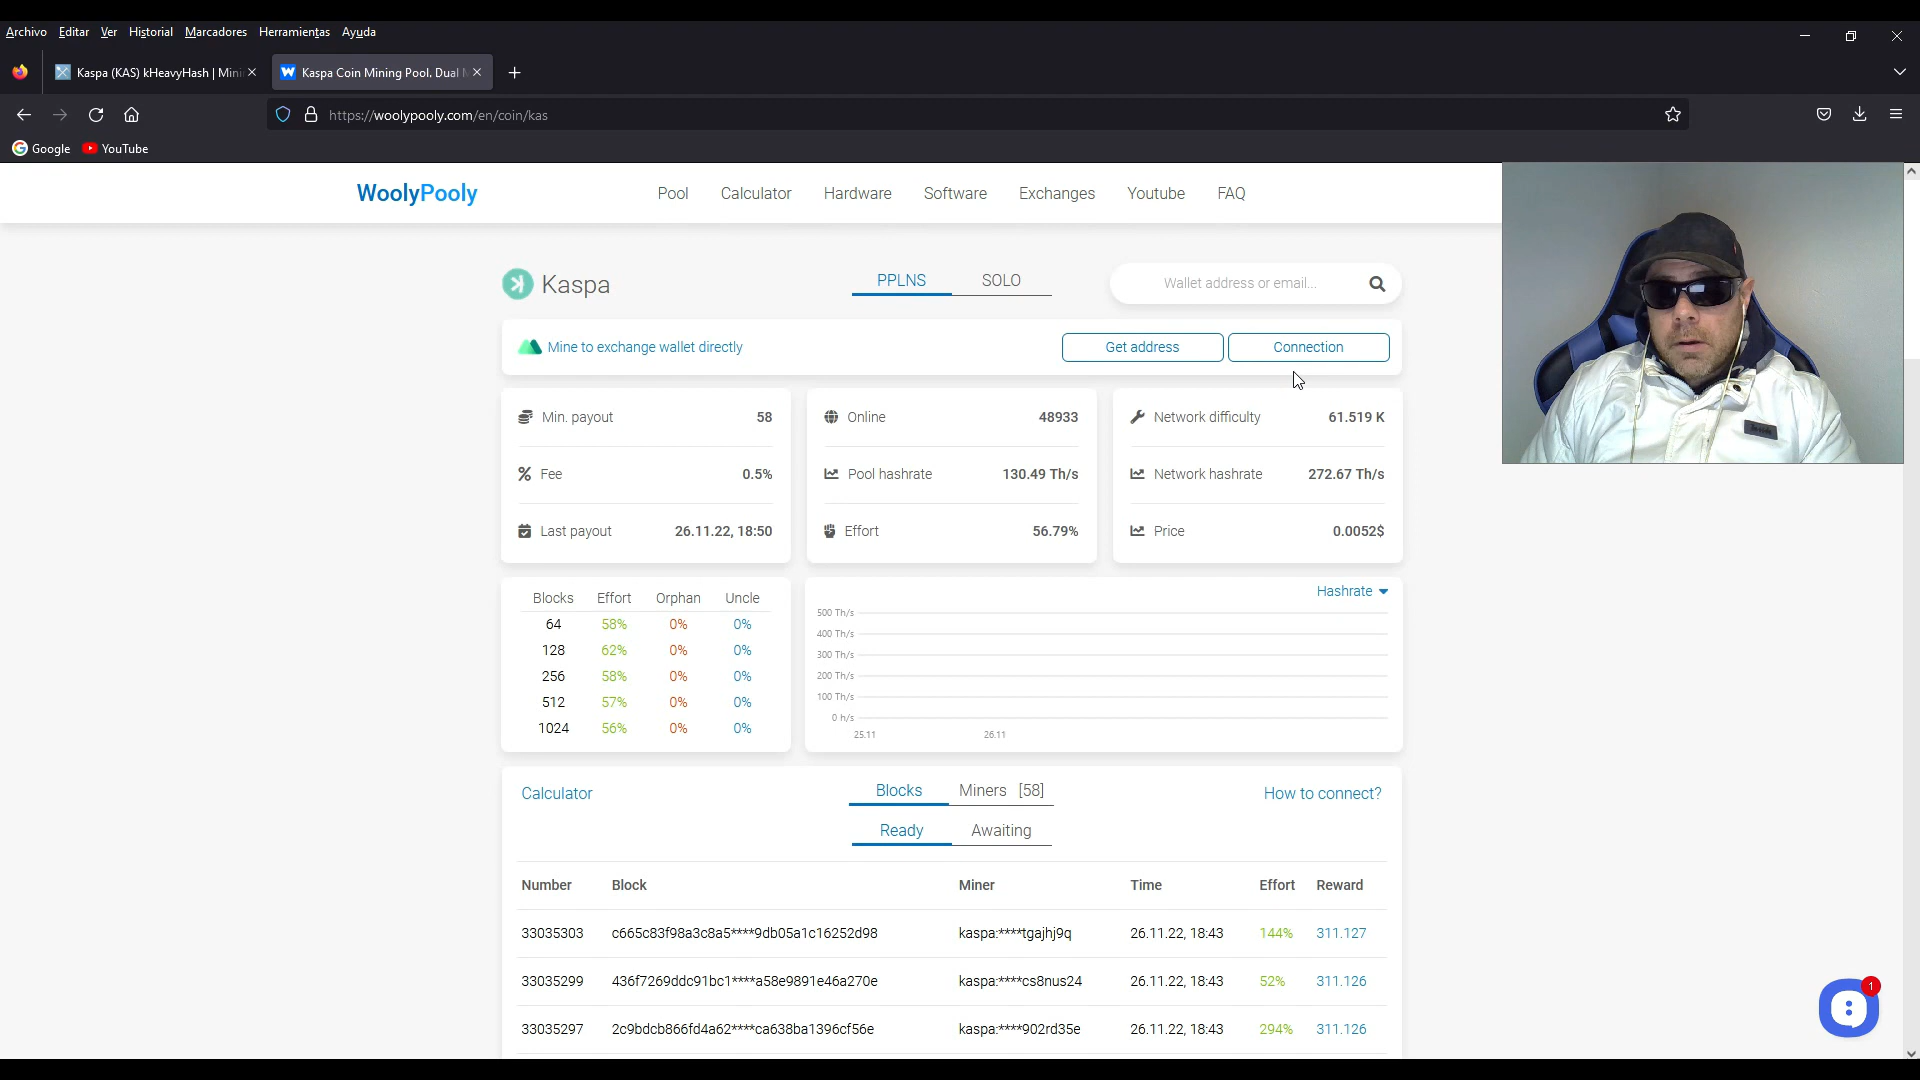 Archivo Editar Ver Historial Marcadores Herramientas Ayuda
Kaspa (KAS) kHeavyHash | Mini
Kaspa Coin Mining Pool. Dual M
https://woolypooly.com/en/coin/kas
Google YouTube
WoolyPooly Pool Calculator Hardware Software Exchanges Youtube FAQ
Kaspa PPLNS SOLO Wallet address or email...
Mine to exchange wallet directly Get address Connection
Min. payout 58 Online 48933 Network difficulty 61.519 K
Fee 0.5% Pool hashrate 130.49 Th/s Network hashrate 272.67 Th/s
Last payout 26.11.22, 18:50 Effort 56.79% Price 0.0052$
Blocks Effort Orphan Uncle
64 58% 0% 0%
128 62% 0% 0%
256 58% 0% 0%
512 57% 0% 0%
1024 56% 0% 0%
Hashrate
500 Th/s
400 Th/s
300 Th/s
200 Th/s
100 Th/s
0 h/s
25.11 26.11
Calculator Blocks Miners [58] How to connect?
Ready Awaiting
Number Block Miner Time Effort Reward
33035303 c665c83f98a3c8a5****9db05a1c16252d98 kaspa:****tgajhj9q 26.11.22, 18:43 144% 311.127
33035299 436f7269ddc91bc1****a58e9891e46a270e kaspa:****cs8nus24 26.11.22, 18:43 52% 311.126
33035297 2c9bdcb866fd4a62****ca638ba1396cf56e kaspa:****902rd35e 26.11.22, 18:43 294% 311.126
1